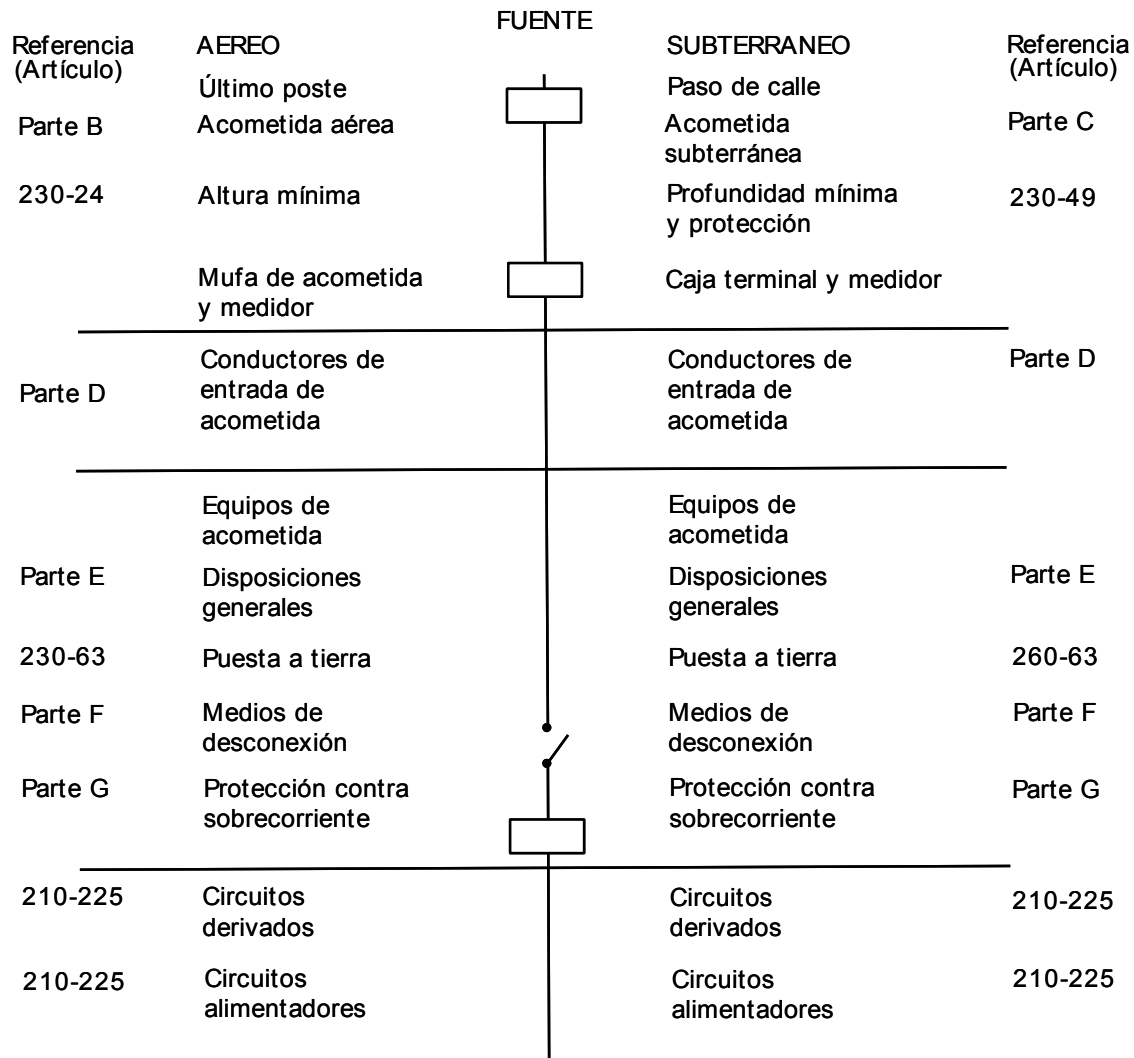 FUENTE
Referencia AEREO SUBTERRANEO Referencia
(Artículo) (Artículo)
Último poste Paso de calle
Parte B Acometida aérea Acometida Parte C
subterránea
230-24 Altura mínima Profundidad mínima 230-49
y protección
Mufa de acometida Caja terminal y medidor
y medidor
Conductores de Conductores de Parte D
Parte D entrada de entrada de
acometida acometida
Equipos de Equipos de
acometida acometida
Parte E Disposiciones Disposiciones Parte E
generales generales
230-63 Puesta a tierra Puesta a tierra 260-63
Parte F Medios de Medios de Parte F
desconexión desconexión
Parte G Protección contra Protección contra Parte G
sobrecorriente sobrecorriente
210-225 Circuitos Circuitos 210-225
derivados derivados
210-225 Circuitos Circuitos 210-225
alimentadores alimentadores